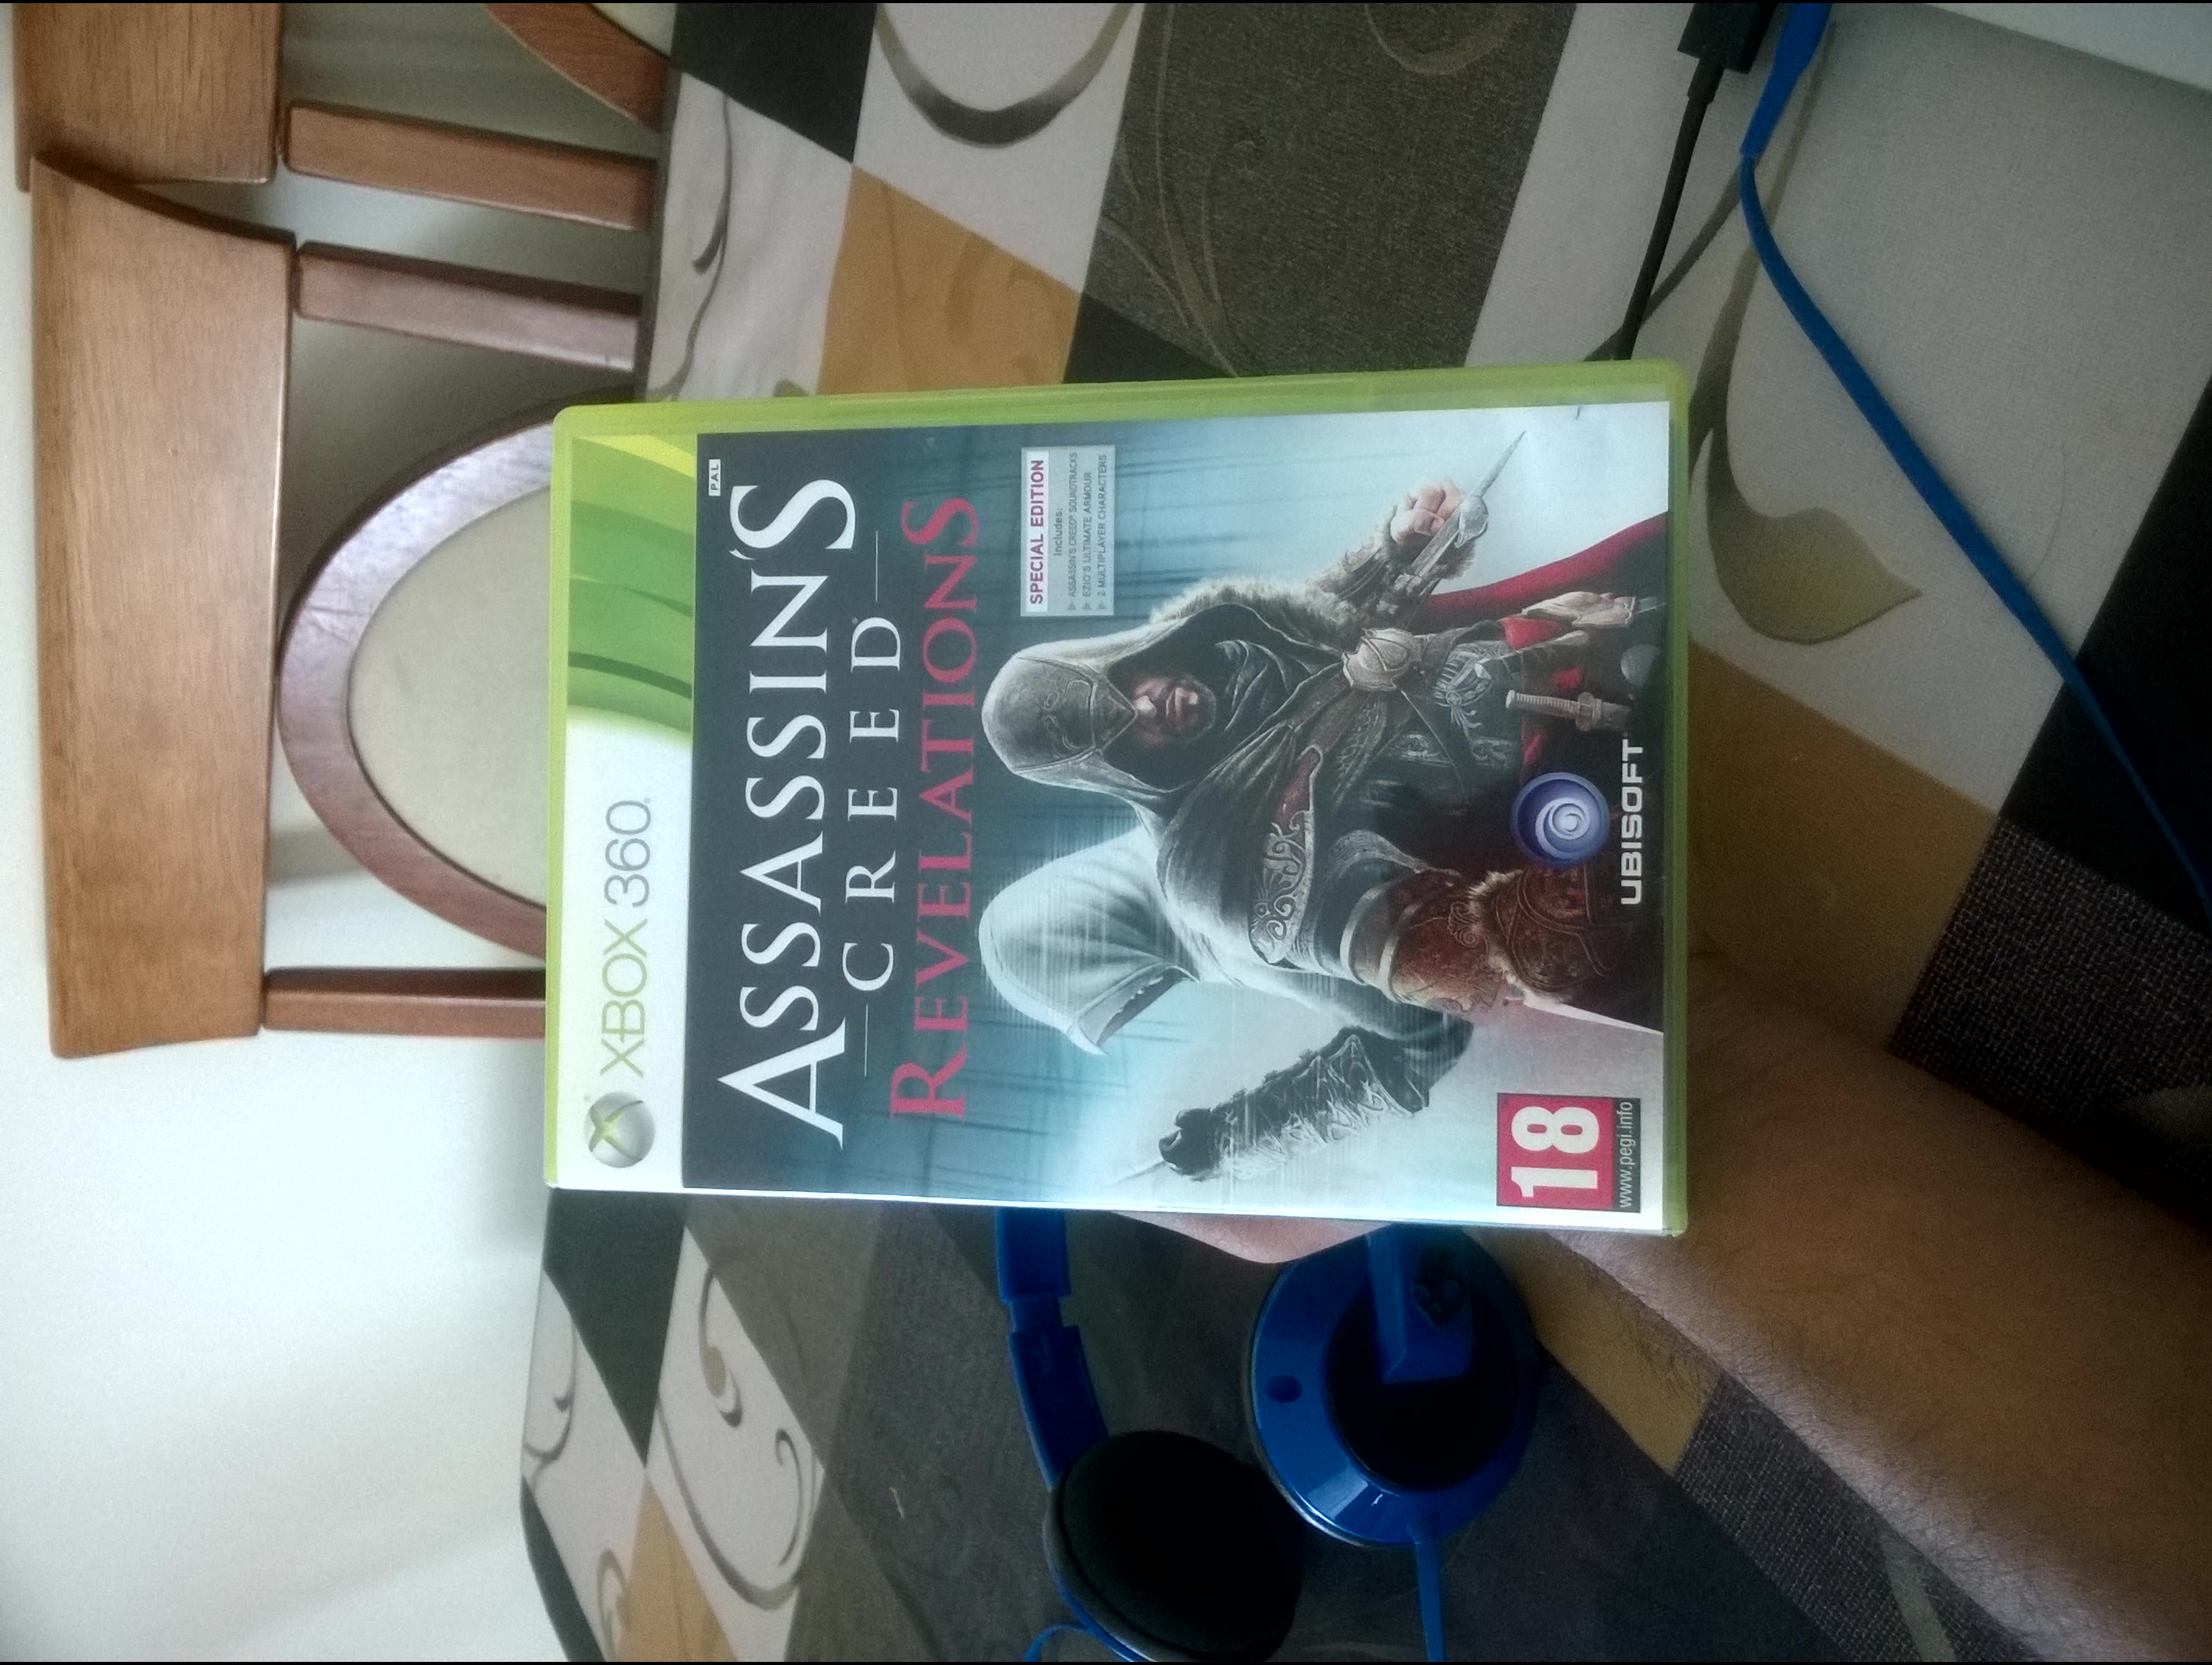 XBOX 360
PAL
ASSASSIN'S
CREED
REVELATIONS
SPECIAL EDITION
Includes:
ASSASSIN'S CREED® SOUNDTRACKS
EZIO'S ULTIMATE ARMOUR
2 MULTIPLAYER CHARACTERS
18
www.pegi.info
UBISOFT